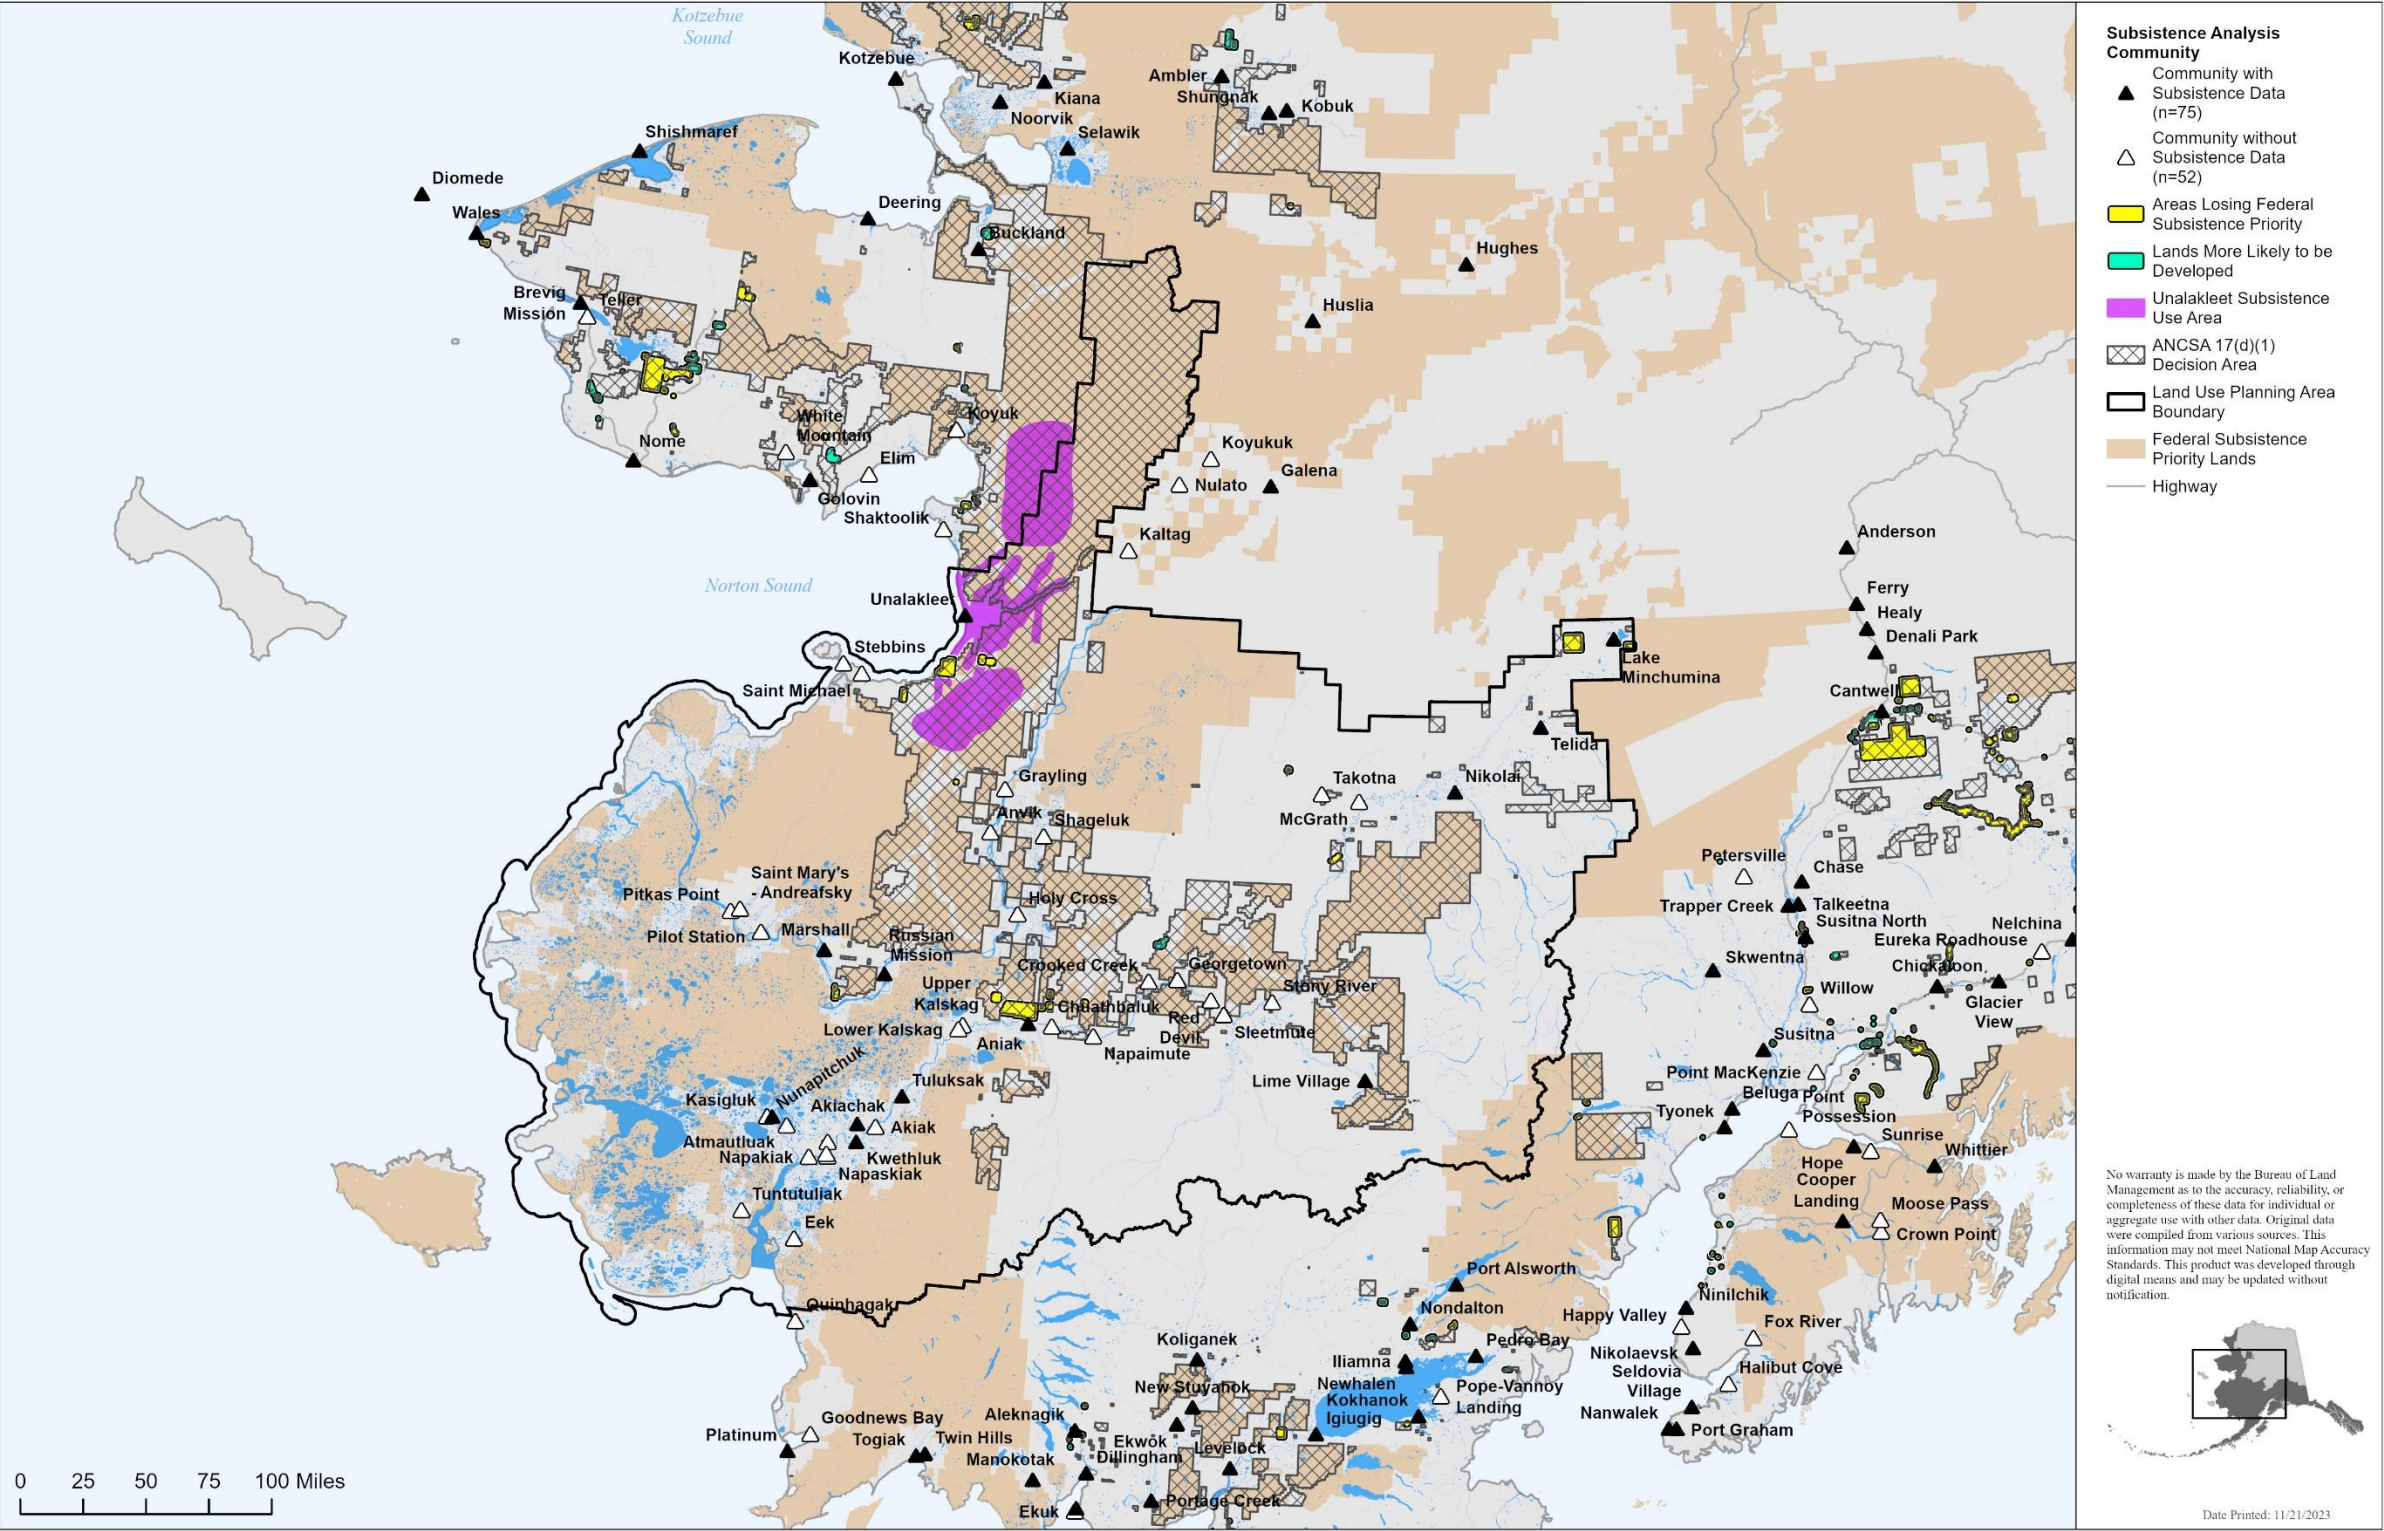 Kotzebue
Sound
Kotzebue
Kiana
Noorvik
Selawik
Ambler
Shungnak
Kobuk
Shishmaref
Diomede
Wales
Deering
Buckland
Hughes
Huslia
Brevig
Mission
Teller
White
Mountain
Koyuk
Nome
Elim
Golovin
Shaktoolik
Koyukuk
Galena
Nulato
Kaltag
Norton Sound
Unalakleet
Stebbins
Saint Michael
Anderson
Ferry
Healy
Denali Park
Lake
Minchumina
Cantwell
Telida
Nikolai
Takotna
McGrath
Grayling
Anvik
Shageluk
Holy Cross
Saint Mary's
- Andreafsky
Pitkas Point
Pilot Station
Marshall
Russian
Mission
Upper
Kalskag
Lower Kalskag
Crooked Creek
Georgetown
Stony River
Chuathbaluk
Red
Devil
Sleetmute
Aniak
Napaimute
Lime Village
Petersville
Chase
Trapper Creek
Talkeetna
Susitna North
Nelchina
Eureka Roadhouse
Skwentna
Chickaloon
Willow
Glacier
View
Susitna
Point MacKenzie
Beluga
Point
Possession
Tyonek
Sunrise
Whittier
Hope
Cooper
Landing
Moose Pass
Crown Point
Tuluksak
Nunapitchuk
Kasigluk
Akiachak
Akiak
Atmautluak
Napakiak
Kwethluk
Napaskiak
Tuntutuliak
Eek
Quinhagak
Port Alsworth
Nondalton
Pedro Bay
Iliamna
Newhalen
Kokhanok
Igiugig
Pope-Vannoy
Landing
Happy Valley
Ninilchik
Fox River
Nikolaevsk
Seldovia
Village
Halibut Cove
Nanwalek
Port Graham
Koliganek
New Stuyahok
Goodnews Bay
Platinum
Togiak
Twin Hills
Aleknagik
Manokotak
Ekwok
Dillingham
Levelock
Portage Creek
Ekuk
0 25 50 75 100 Miles
Subsistence Analysis
Community
Community with
Subsistence Data
(n=75)
Community without
Subsistence Data
(n=52)
Areas Losing Federal
Subsistence Priority
Lands More Likely to be
Developed
Unalakleet Subsistence
Use Area
ANCSA 17(d)(1)
Decision Area
Land Use Planning Area
Boundary
Federal Subsistence
Priority Lands
Highway
No warranty is made by the Bureau of Land
Management as to the accuracy, reliability, or
completeness of these data for individual or
aggregate use with other data. Original data
were compiled from various sources. This
information may not meet National Map Accuracy
Standards. This product was developed through
digital means and may be updated without
notification.
Date Printed: 11/21/2023